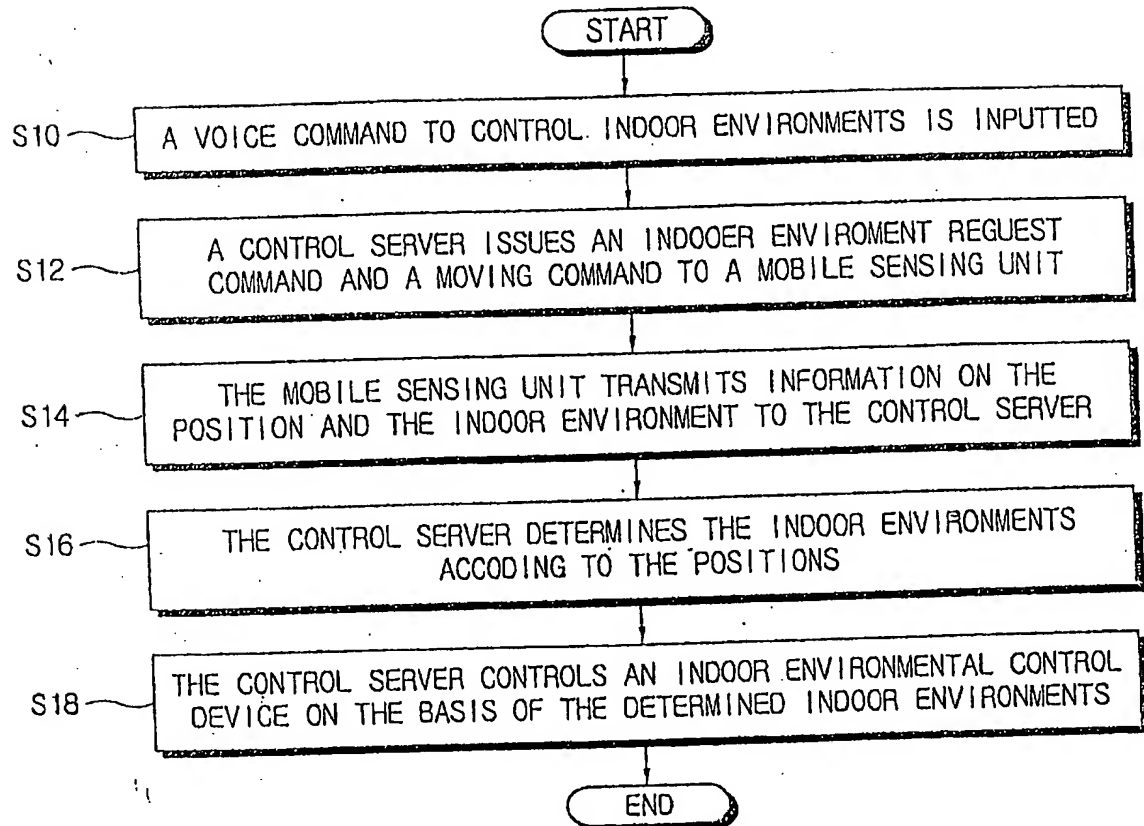 START
S10
A VOICE COMMAND TO CONTROL. INDOOR ENVIRONMENTS IS INPUTTED
S12
A CONTROL SERVER ISSUES AN INDOOER ENVIROMENT REGUEST
COMMAND AND A MOVING COMMAND TO A MOBILE SENSING UNIT
S14
THE MOBILE SENSING UNIT TRANSMITS INFORMATION ON THE
POSITION AND THE INDOOR ENVIRONMENT TO THE CONTROL SERVER
S16
THE CONTROL SERVER DETERMINES THE INDOOR ENVIRONMENTS
ACCODING TO THE POSITIONS
S18
THE CONTROL SERVER CONTROLS AN INDOOR ENVIRONMENTAL CONTROL
DEVICE ON THE BASIS OF THE DETERMINED INDOOR ENVIRONMENTS
END